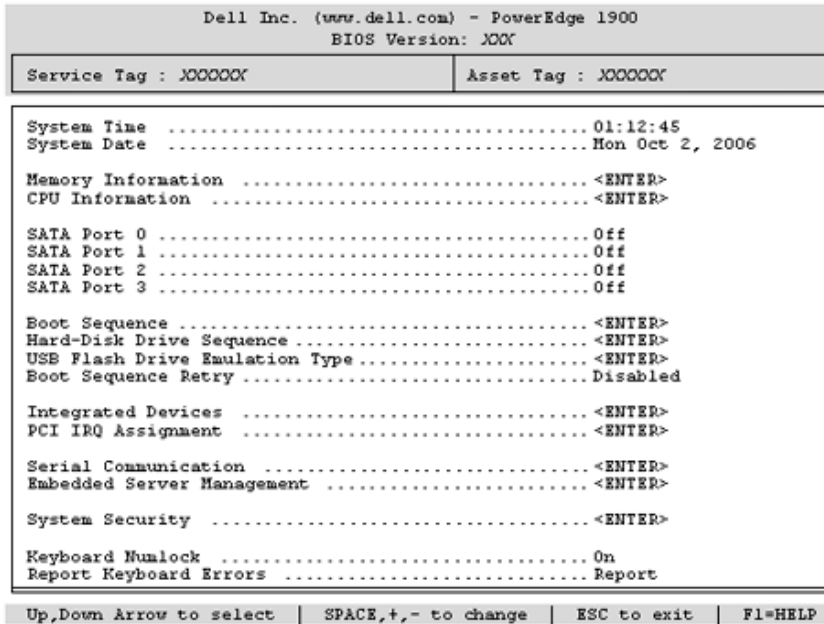 Dell Inc. (www.dell.com) - PowerEdge 1900
BIOS Version: XXX
Service Tag : XXXXXX
Asset Tag : XXXXXX
System Time ........................................ 01:12:45
System Date ........................................ Mon Oct 2, 2006
Memory Information ................................. <ENTER>
CPU Information .................................... <ENTER>
SATA Port 0 ......................................... Off
SATA Port 1 ......................................... Off
SATA Port 2 ......................................... Off
SATA Port 3 ......................................... Off
Boot Sequence ....................................... <ENTER>
Hard-Disk Drive Sequence ............................ <ENTER>
USB Flash Drive Emulation Type ...................... <ENTER>
Boot Sequence Retry ................................. Disabled
Integrated Devices ................................. <ENTER>
PCI IRQ Assignment ................................. <ENTER>
Serial Communication ............................... <ENTER>
Embedded Server Management ......................... <ENTER>
System Security .................................... <ENTER>
Keyboard Numlock ................................... On
Report Keyboard Errors ............................. Report
Up,Down Arrow to select | SPACE,+,- to change | ESC to exit | F1=HELP